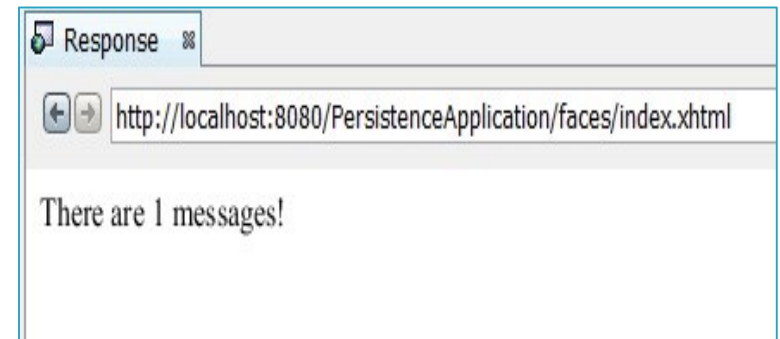 Response
http://localhost:8080/PersistenceApplication/faces/index.xhtml
There are 1 messages!